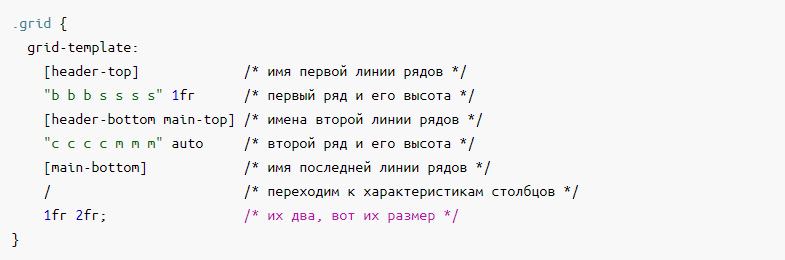 .grid {
  grid-template:
    [header-top]             /* имя первой линии рядов */
    "b b b s s s s" 1fr      /* первый ряд и его высота */
    [header-bottom main-top] /* имена второй линии рядов */
    "c c c c m m m" auto     /* второй ряд и его высота */
    [main-bottom]            /* имя последней линии рядов */
    /                        /* переходим к характеристикам столбцов */
    1fr 2fr;                 /* их два, вот их размер */
}